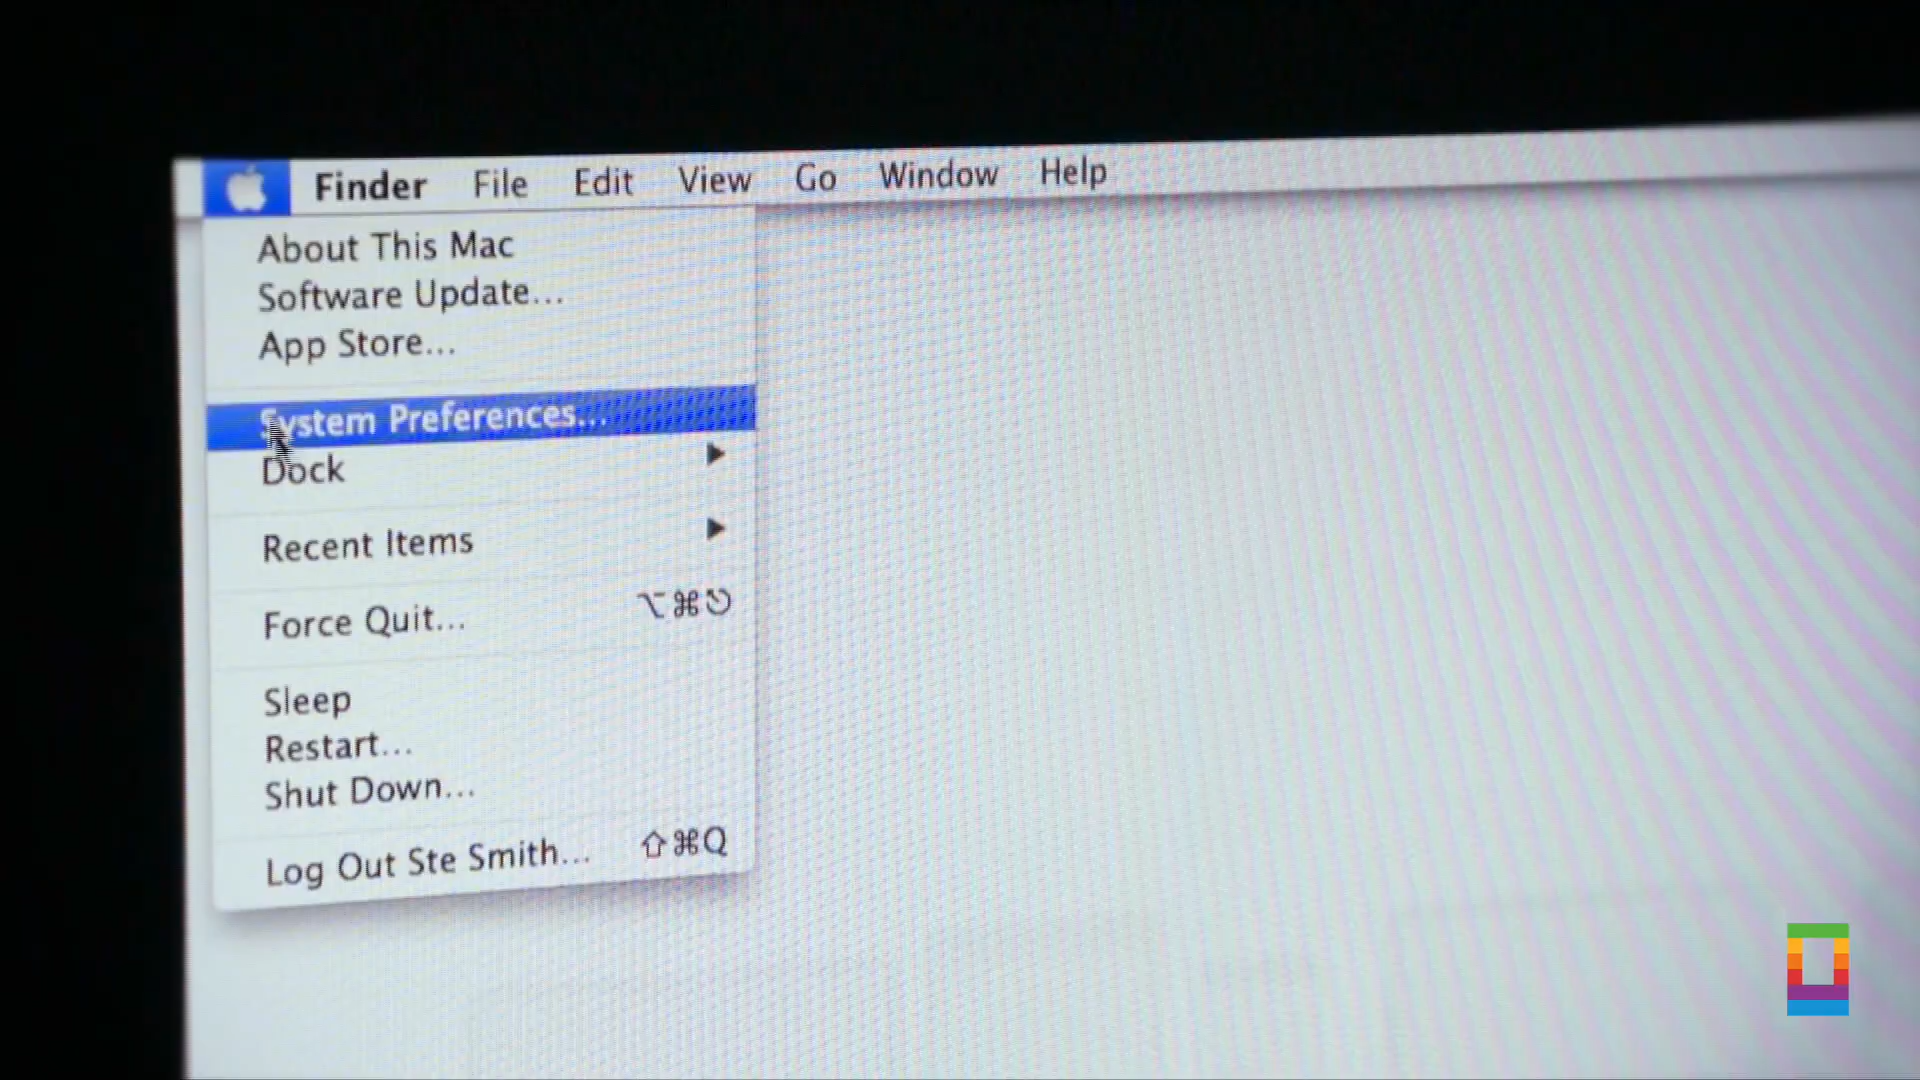 Finder File Edit View Go Window Help
About This Mac
Software Update...
App Store...
System Preferences...
Dock
Recent Items
Force Quit... ⌥⌘⎋
Sleep
Restart...
Shut Down...
Log Out Ste Smith... ⇧⌘Q